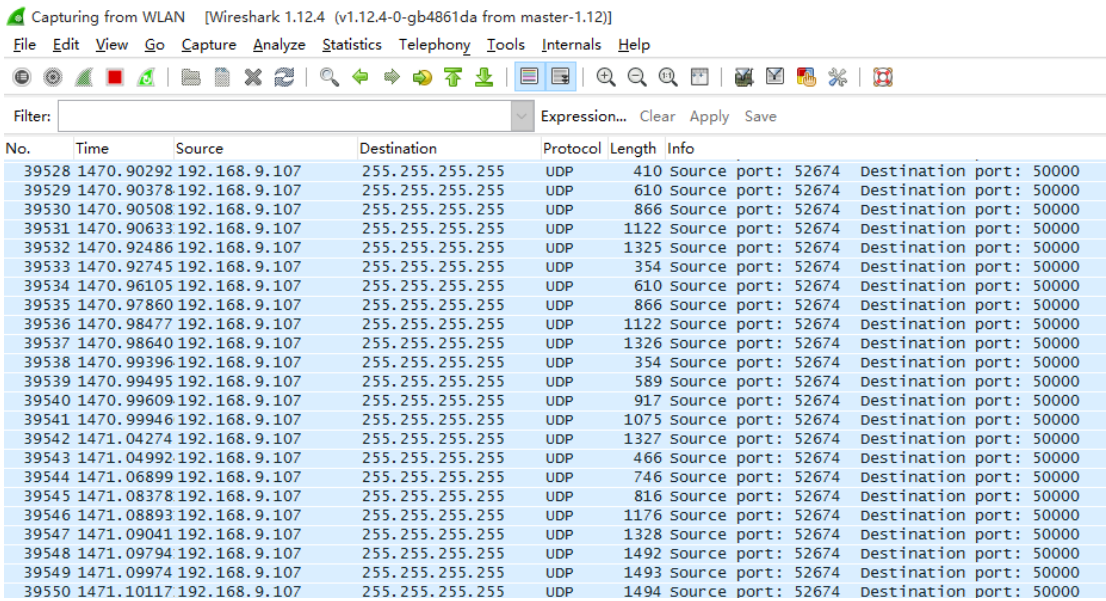 Capturing from WLAN [Wireshark 1.12.4 (v1.12.4-0-gb4861da from master-1.12)]
File Edit View Go Capture Analyze Statistics Telephony Tools Internals Help
Filter: Expression... Clear Apply Save
No. Time Source Destination Protocol Length Info
39528 1470.90292 192.168.9.107 255.255.255.255 UDP 410 Source port: 52674 Destination port: 50000
39529 1470.90378 192.168.9.107 255.255.255.255 UDP 610 Source port: 52674 Destination port: 50000
39530 1470.90508 192.168.9.107 255.255.255.255 UDP 866 Source port: 52674 Destination port: 50000
39531 1470.90633 192.168.9.107 255.255.255.255 UDP 1122 Source port: 52674 Destination port: 50000
39532 1470.92486 192.168.9.107 255.255.255.255 UDP 1325 Source port: 52674 Destination port: 50000
39533 1470.92745 192.168.9.107 255.255.255.255 UDP 354 Source port: 52674 Destination port: 50000
39534 1470.96105 192.168.9.107 255.255.255.255 UDP 610 Source port: 52674 Destination port: 50000
39535 1470.97860 192.168.9.107 255.255.255.255 UDP 866 Source port: 52674 Destination port: 50000
39536 1470.98477 192.168.9.107 255.255.255.255 UDP 1122 Source port: 52674 Destination port: 50000
39537 1470.98640 192.168.9.107 255.255.255.255 UDP 1326 Source port: 52674 Destination port: 50000
39538 1470.99396 192.168.9.107 255.255.255.255 UDP 354 Source port: 52674 Destination port: 50000
39539 1470.99495 192.168.9.107 255.255.255.255 UDP 589 Source port: 52674 Destination port: 50000
39540 1470.99609 192.168.9.107 255.255.255.255 UDP 917 Source port: 52674 Destination port: 50000
39541 1470.99946 192.168.9.107 255.255.255.255 UDP 1075 Source port: 52674 Destination port: 50000
39542 1471.04274 192.168.9.107 255.255.255.255 UDP 1327 Source port: 52674 Destination port: 50000
39543 1471.04992 192.168.9.107 255.255.255.255 UDP 466 Source port: 52674 Destination port: 50000
39544 1471.06899 192.168.9.107 255.255.255.255 UDP 746 Source port: 52674 Destination port: 50000
39545 1471.08378 192.168.9.107 255.255.255.255 UDP 816 Source port: 52674 Destination port: 50000
39546 1471.08893 192.168.9.107 255.255.255.255 UDP 1176 Source port: 52674 Destination port: 50000
39547 1471.09041 192.168.9.107 255.255.255.255 UDP 1328 Source port: 52674 Destination port: 50000
39548 1471.09794 192.168.9.107 255.255.255.255 UDP 1492 Source port: 52674 Destination port: 50000
39549 1471.09974 192.168.9.107 255.255.255.255 UDP 1493 Source port: 52674 Destination port: 50000
39550 1471.10117 192.168.9.107 255.255.255.255 UDP 1494 Source port: 52674 Destination port: 50000